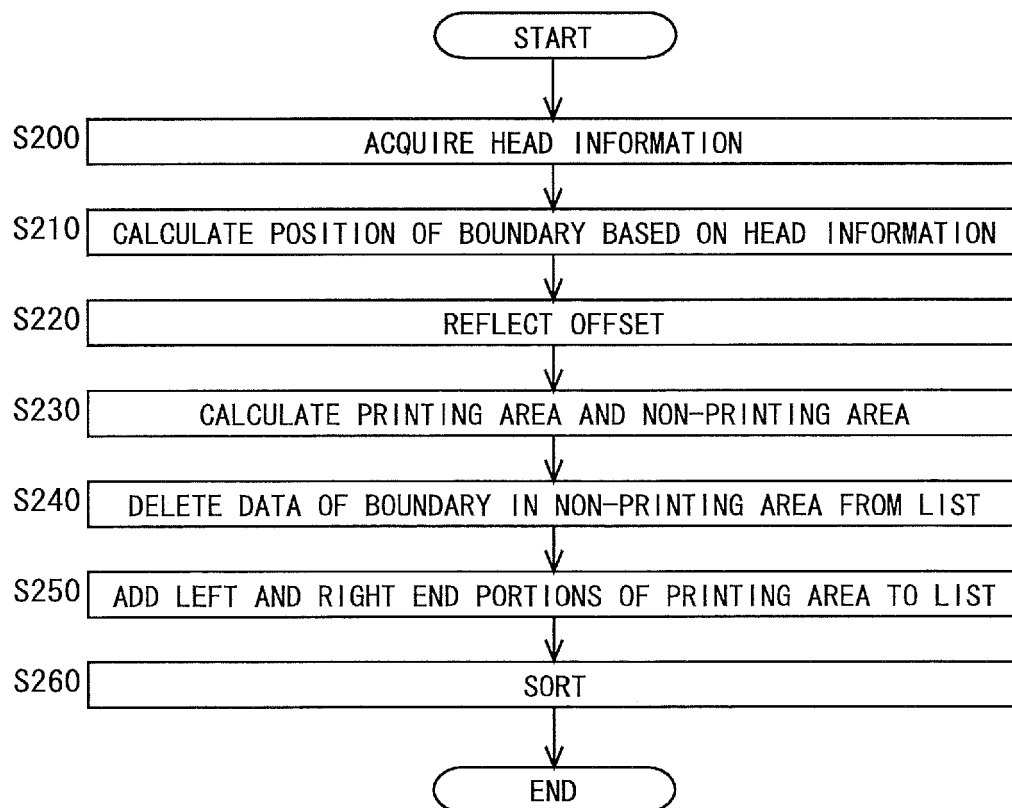 START
S200 ACQUIRE HEAD INFORMATION
S210 CALCULATE POSITION OF BOUNDARY BASED ON HEAD INFORMATION
S220 REFLECT OFFSET
S230 CALCULATE PRINTING AREA AND NON-PRINTING AREA
S240 DELETE DATA OF BOUNDARY IN NON-PRINTING AREA FROM LIST
S250 ADD LEFT AND RIGHT END PORTIONS OF PRINTING AREA TO LIST
S260 SORT
END